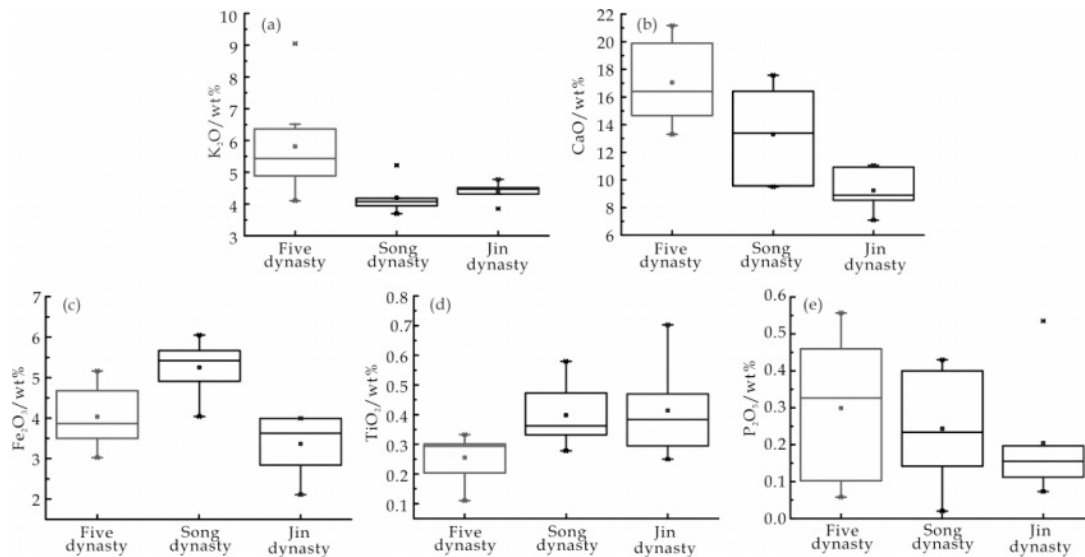 (a)
K₂O/wt%
10
9
8
7
6
5
4
3
Five dynasty
Song dynasty
Jin dynasty
(b)
CaO/wt%
22
20
18
16
14
12
10
8
6
Five dynasty
Song dynasty
Jin dynasty
(c)
Fe₂O₃/wt%
7
6
5
4
3
2
Five dynasty
Song dynasty
Jin dynasty
(d)
TiO₂/wt%
0.8
0.7
0.6
0.5
0.4
0.3
0.2
0.1
Five dynasty
Song dynasty
Jin dynasty
(e)
P₂O₅/wt%
0.6
0.5
0.4
0.3
0.2
0.1
0.0
Five dynasty
Song dynasty
Jin dynasty